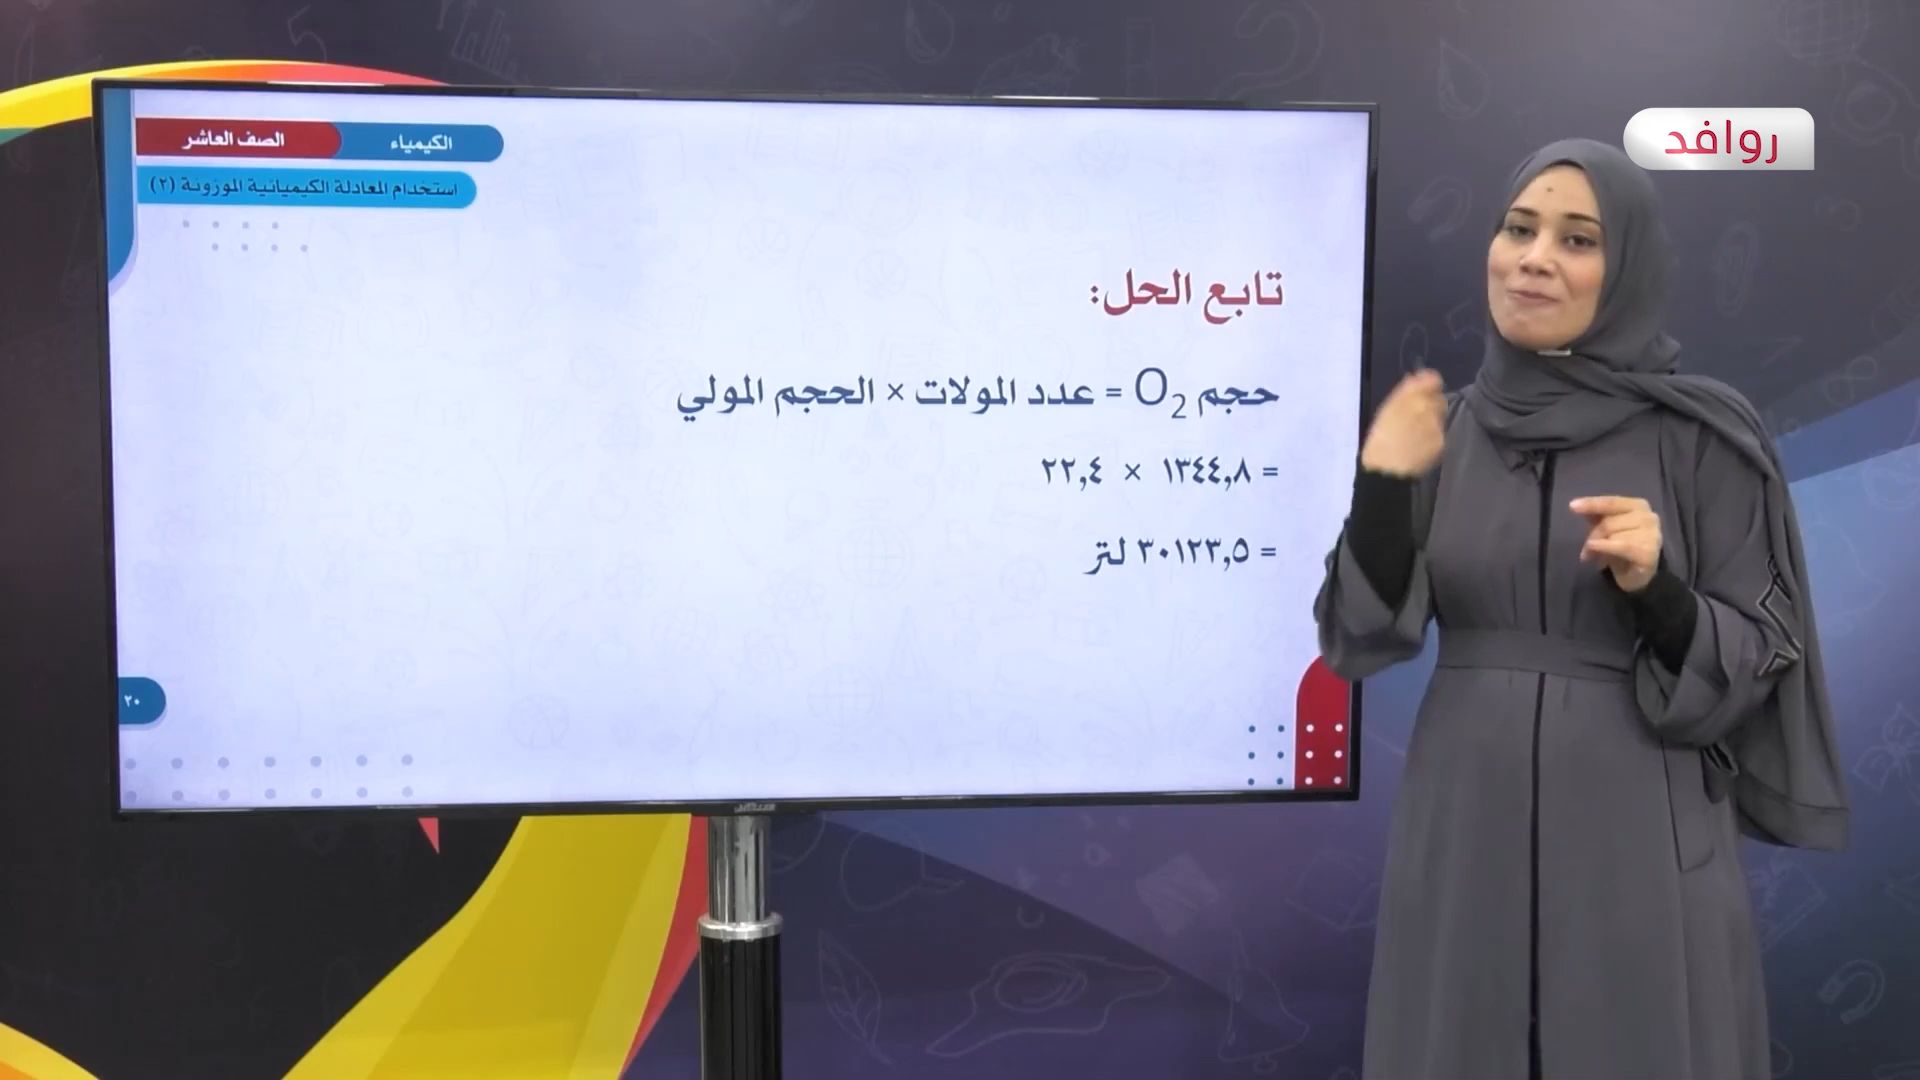 روافد
الكيمياء
الصف العاشر
استخدام المعادلة الكيميائية الموزونة (٢)
تابع الحل:
حجم O₂ = عدد المولات × الحجم المولي
= ١٣٤٤,٨ × ٢٢,٤
= ٣٠١٢٣,٥ لتر
٢٠